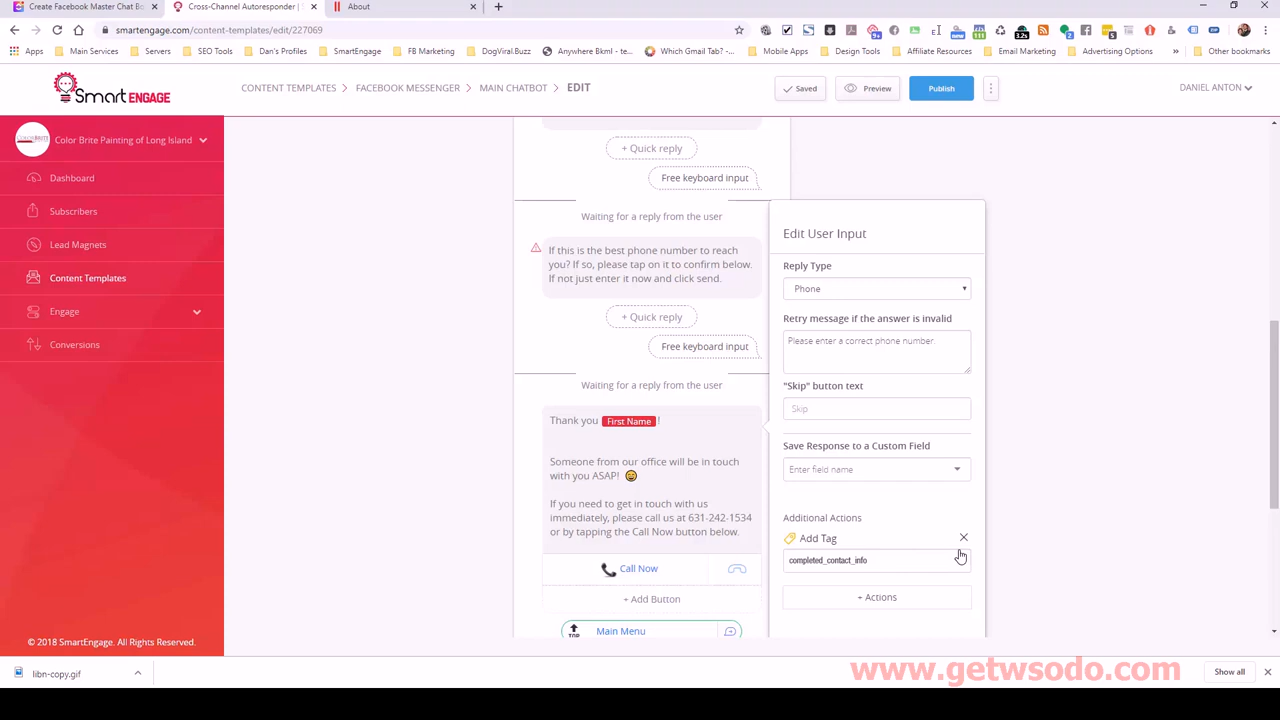 Create Facebook Master Chat Bo
Cross-Channel Autoresponder |
About
smartengage.com/content-templates/edit/227069
Apps
Main Services
Servers
SEO Tools
Dan's Profiles
SmartEngage
FB Marketing
DogViral.Buzz
Anywhere Bkml - te...
Which Gmail Tab? -...
Mobile Apps
Design Tools
Affiliate Resources
Email Marketing
Advertising Options
Other bookmarks
Smart ENGAGE
CONTENT TEMPLATES
FACEBOOK MESSENGER
MAIN CHATBOT
EDIT
Saved
Preview
Publish
DANIEL ANTON
Color Brite Painting of Long Island
Dashboard
Subscribers
Lead Magnets
Content Templates
Engage
Conversions
© 2018 SmartEngage. All Rights Reserved.
+ Quick reply
Free keyboard input
Waiting for a reply from the user
If this is the best phone number to reach
you? If so, please tap on it to confirm below.
If not just enter it now and click send.
+ Quick reply
Free keyboard input
Waiting for a reply from the user
Thank you First Name !
Someone from our office will be in touch
with you ASAP!
If you need to get in touch with us
immediately, please call us at 631-242-1534
or by tapping the Call Now button below.
Call Now
+ Add Button
TOP
Main Menu
Edit User Input
Reply Type
Phone
Retry message if the answer is invalid
Please enter a correct phone number.
"Skip" button text
Skip
Save Response to a Custom Field
Enter field name
Additional Actions
Add Tag
completed_contact_info
+ Actions
libn-copy.gif
www.getwsodo.com
Show all